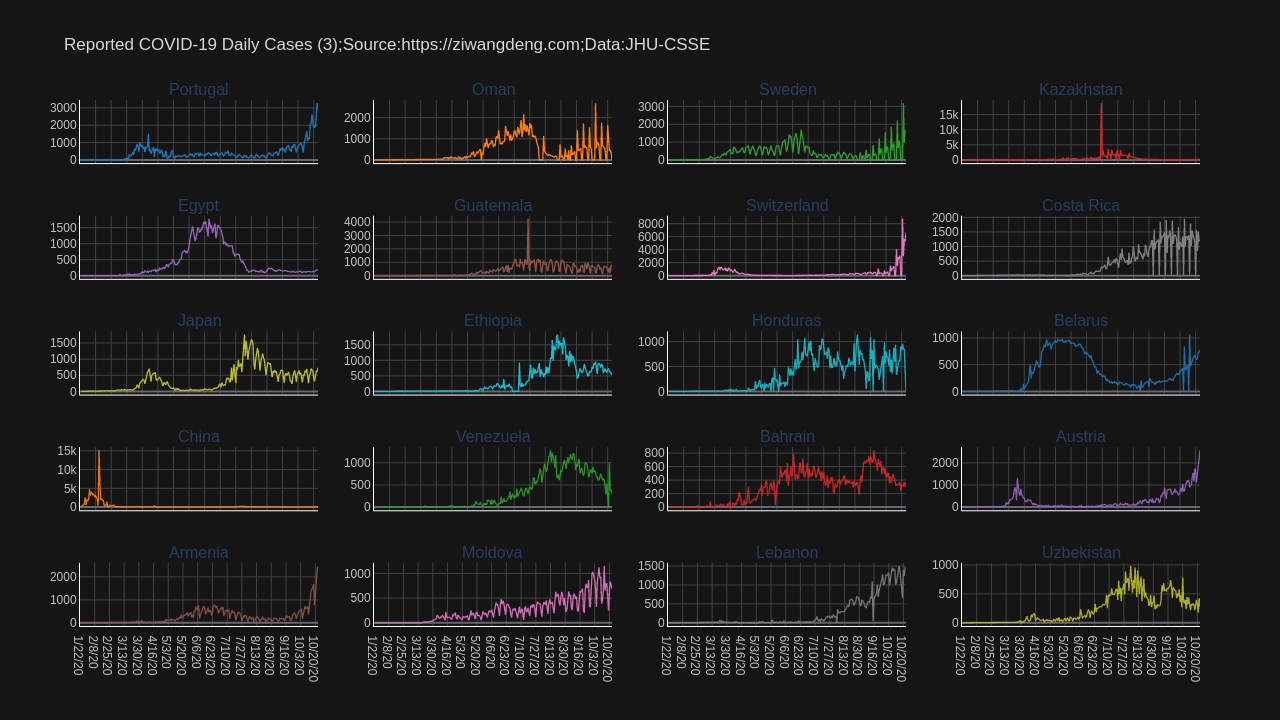 Reported COVID-19 Daily Cases (3);Source:https://ziwangdeng.com;Data:JHU-CSSE
Portugal
3000
2000
1000
0
Oman
2000
1000
0
Sweden
3000
2000
1000
0
Kazakhstan
15k
10k
5k
0
Egypt
1500
1000
500
0
Guatemala
4000
3000
2000
1000
0
Switzerland
8000
6000
4000
2000
0
Costa Rica
2000
1500
1000
500
0
Japan
1500
1000
500
0
Ethiopia
1500
1000
500
0
Honduras
1000
500
0
Belarus
1000
500
0
China
15k
10k
5k
0
Venezuela
1000
500
0
Bahrain
800
600
400
200
0
Austria
2000
1000
0
Armenia
2000
1000
0
Moldova
1000
500
0
Lebanon
1500
1000
500
0
Uzbekistan
1000
500
0
1/22/20 2/8/20 2/25/20 3/13/20 3/30/20 4/16/20 5/3/20 5/20/20 6/6/20 6/23/20 7/10/20 7/27/20 8/13/20 8/30/20 9/16/20 10/3/20 10/20/20
1/22/20 2/8/20 2/25/20 3/13/20 3/30/20 4/16/20 5/3/20 5/20/20 6/6/20 6/23/20 7/10/20 7/27/20 8/13/20 8/30/20 9/16/20 10/3/20 10/20/20
1/22/20 2/8/20 2/25/20 3/13/20 3/30/20 4/16/20 5/3/20 5/20/20 6/6/20 6/23/20 7/10/20 7/27/20 8/13/20 8/30/20 9/16/20 10/3/20 10/20/20
1/22/20 2/8/20 2/25/20 3/13/20 3/30/20 4/16/20 5/3/20 5/20/20 6/6/20 6/23/20 7/10/20 7/27/20 8/13/20 8/30/20 9/16/20 10/3/20 10/20/20